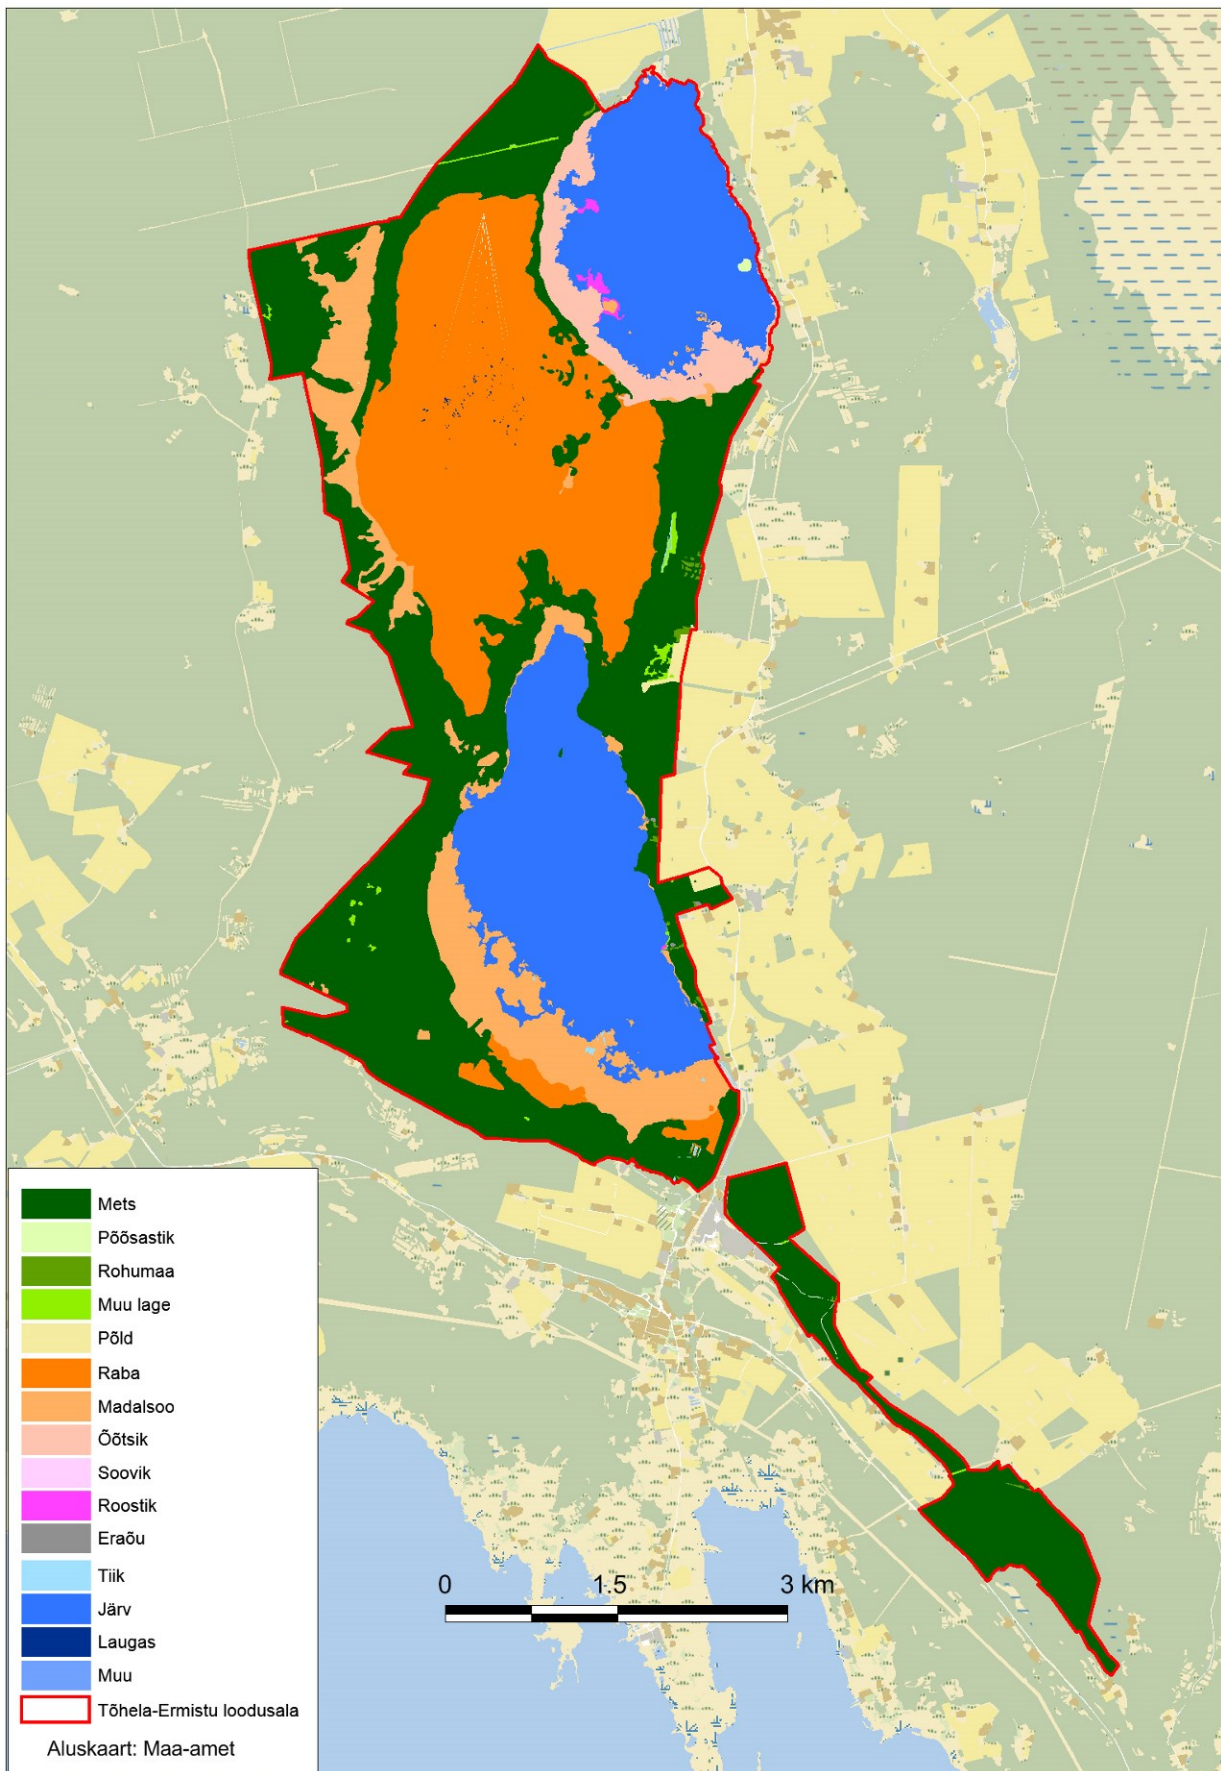 Mets
Põõsastik
Rohumaa
Muu lage
Põld
Raba
Madalsoo
Õõtsik
Soovik
Roostik
Eraõu
Tiik
Järv
Laugas
Muu
Tõhela-Ermistu loodusala
Aluskaart: Maa-amet
0 1.5 3 km